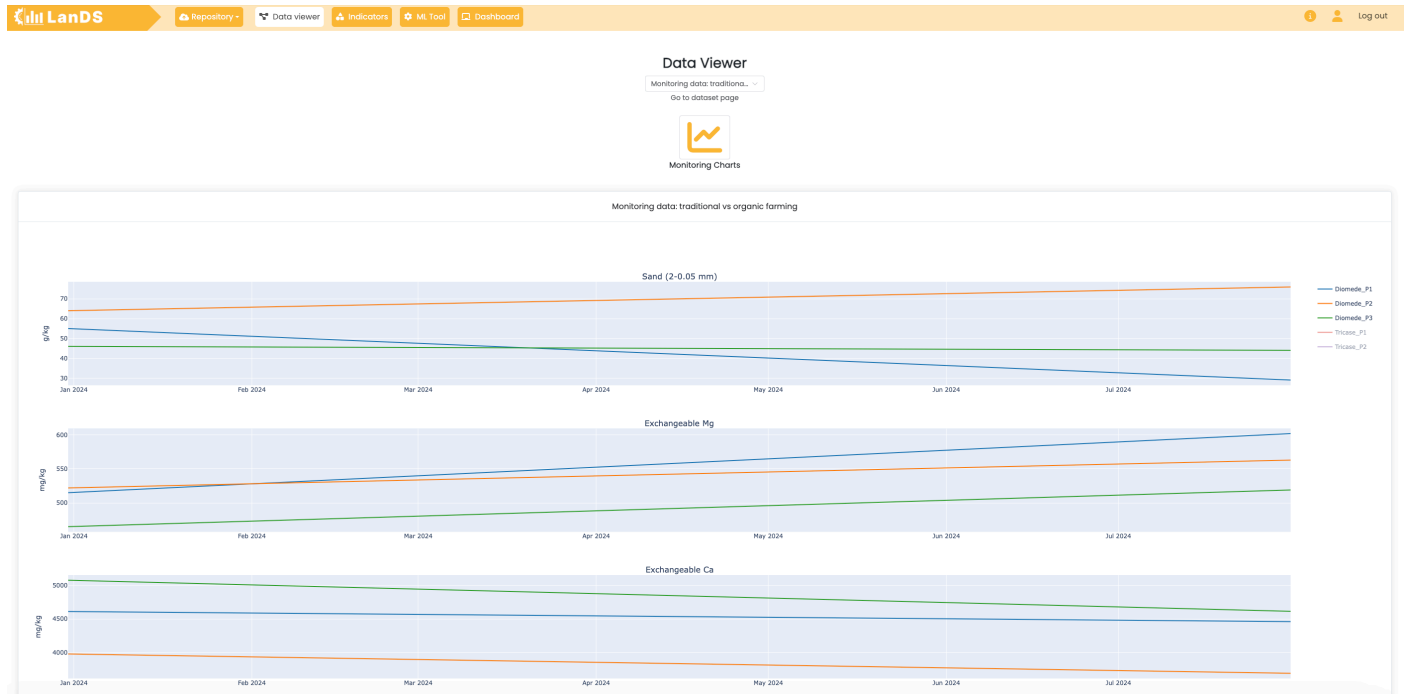 LanDS Repository Data viewer Indicators ML Tool Dashboard Log out
Data Viewer
Monitoring data: traditiona...
Go to dataset page
Monitoring Charts
Monitoring data: traditional vs organic farming
Sand (2-0.05 mm)
70
60
50
40
30
g/kg
Jan 2024 Feb 2024 Mar 2024 Apr 2024 May 2024 Jun 2024 Jul 2024
Diomede_P1
Diomede_P2
Diomede_P3
Tricase_P1
Tricase_P2
Exchangeable Mg
600
550
500
mg/kg
Jan 2024 Feb 2024 Mar 2024 Apr 2024 May 2024 Jun 2024 Jul 2024
Exchangeable Ca
5000
4500
4000
mg/kg
Jan 2024 Feb 2024 Mar 2024 Apr 2024 May 2024 Jun 2024 Jul 2024